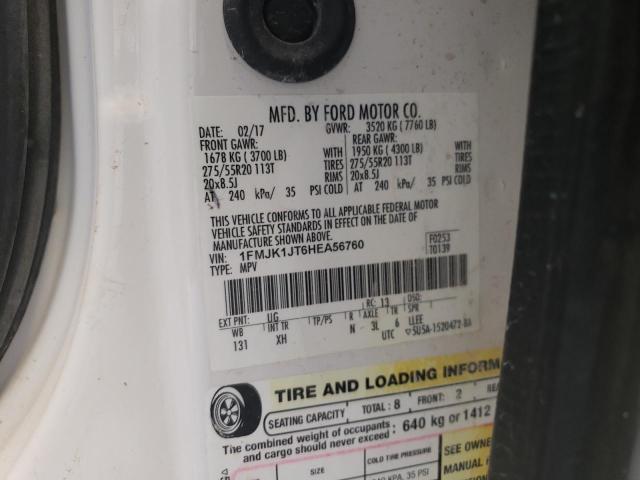 MFD. BY FORD MOTOR CO.
DATE: 02/17 GVWR: 3520 KG ( 7760 LB)
FRONT GAWR: REAR GAWR:
1678 KG ( 3700 LB) WITH 1950 KG ( 4300 LB) WITH
275/55R20 113T TIRES 275/55R20 113T TIRES
20x8.5J RIMS 20x8.5J RIMS
AT 240 kPa/ 35 PSI COLD AT 240 kPa/ 35 PSI COLD
THIS VEHICLE CONFORMS TO ALL APPLICABLE FEDERAL MOTOR
VEHICLE SAFETY STANDARDS IN EFFECT ON THE DATE OF
MANUFACTURE SHOWN ABOVE.
VIN: 1FMJK1JT6HEA56760 F0253
TYPE: MPV T0139
EXT PNT: UG RC: 13 DSO:
WB INT TR TP/PS R AXLE TR SPR
131 XH N 3L 6 LLEE
UTC ▽5U5A-1520472-BA
TIRE AND LOADING INFORM
SEATING CAPACITY TOTAL: 8 FRONT: 2 REA
The combined weight of occupants
and cargo should never exceed : 640 kg or 1412
SIZE COLD TIRE PRESSURE SEE OWNE
MANUAL
KPA, 35 PSI